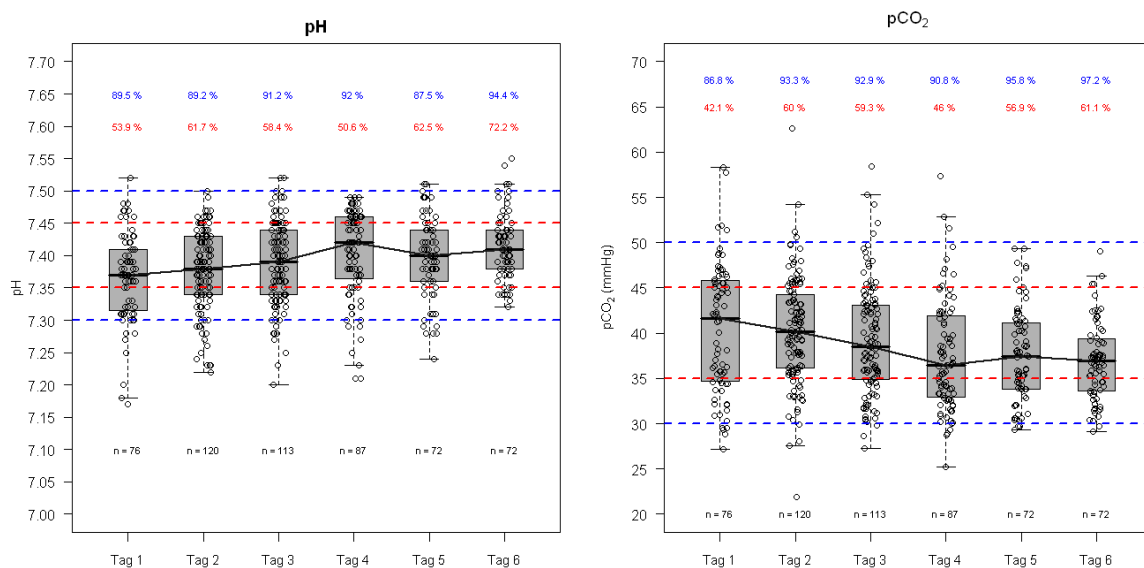 pH
7.70
7.65
7.60
7.55
7.50
7.45
7.40
7.35
7.30
7.25
7.20
7.15
7.10
7.05
7.00
pH
89.5 % 89.2 % 91.2 % 92 % 87.5 % 94.4 %
53.9 % 61.7 % 58.4 % 50.6 % 62.5 % 72.2 %
n = 76 n = 120 n = 113 n = 87 n = 72 n = 72
Tag 1 Tag 2 Tag 3 Tag 4 Tag 5 Tag 6
pCO₂
70
65
60
55
50
45
40
35
30
25
20
pCO₂ (mmHg)
86.8 % 93.3 % 92.9 % 90.8 % 95.8 % 97.2 %
42.1 % 60 % 59.3 % 46 % 56.9 % 61.1 %
n = 76 n = 120 n = 113 n = 87 n = 72 n = 72
Tag 1 Tag 2 Tag 3 Tag 4 Tag 5 Tag 6